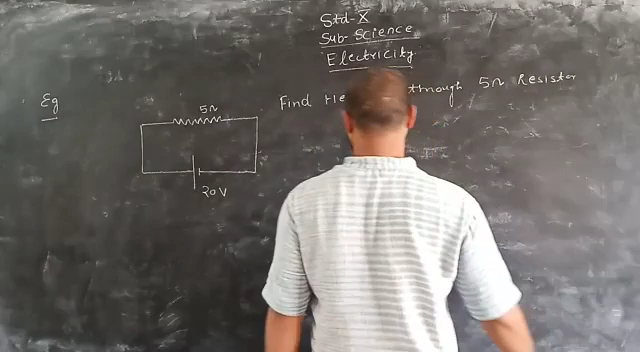 Std-X
Sub-Science
Electricity
Eg
5Ω
Find through 5Ω Resistor
20V